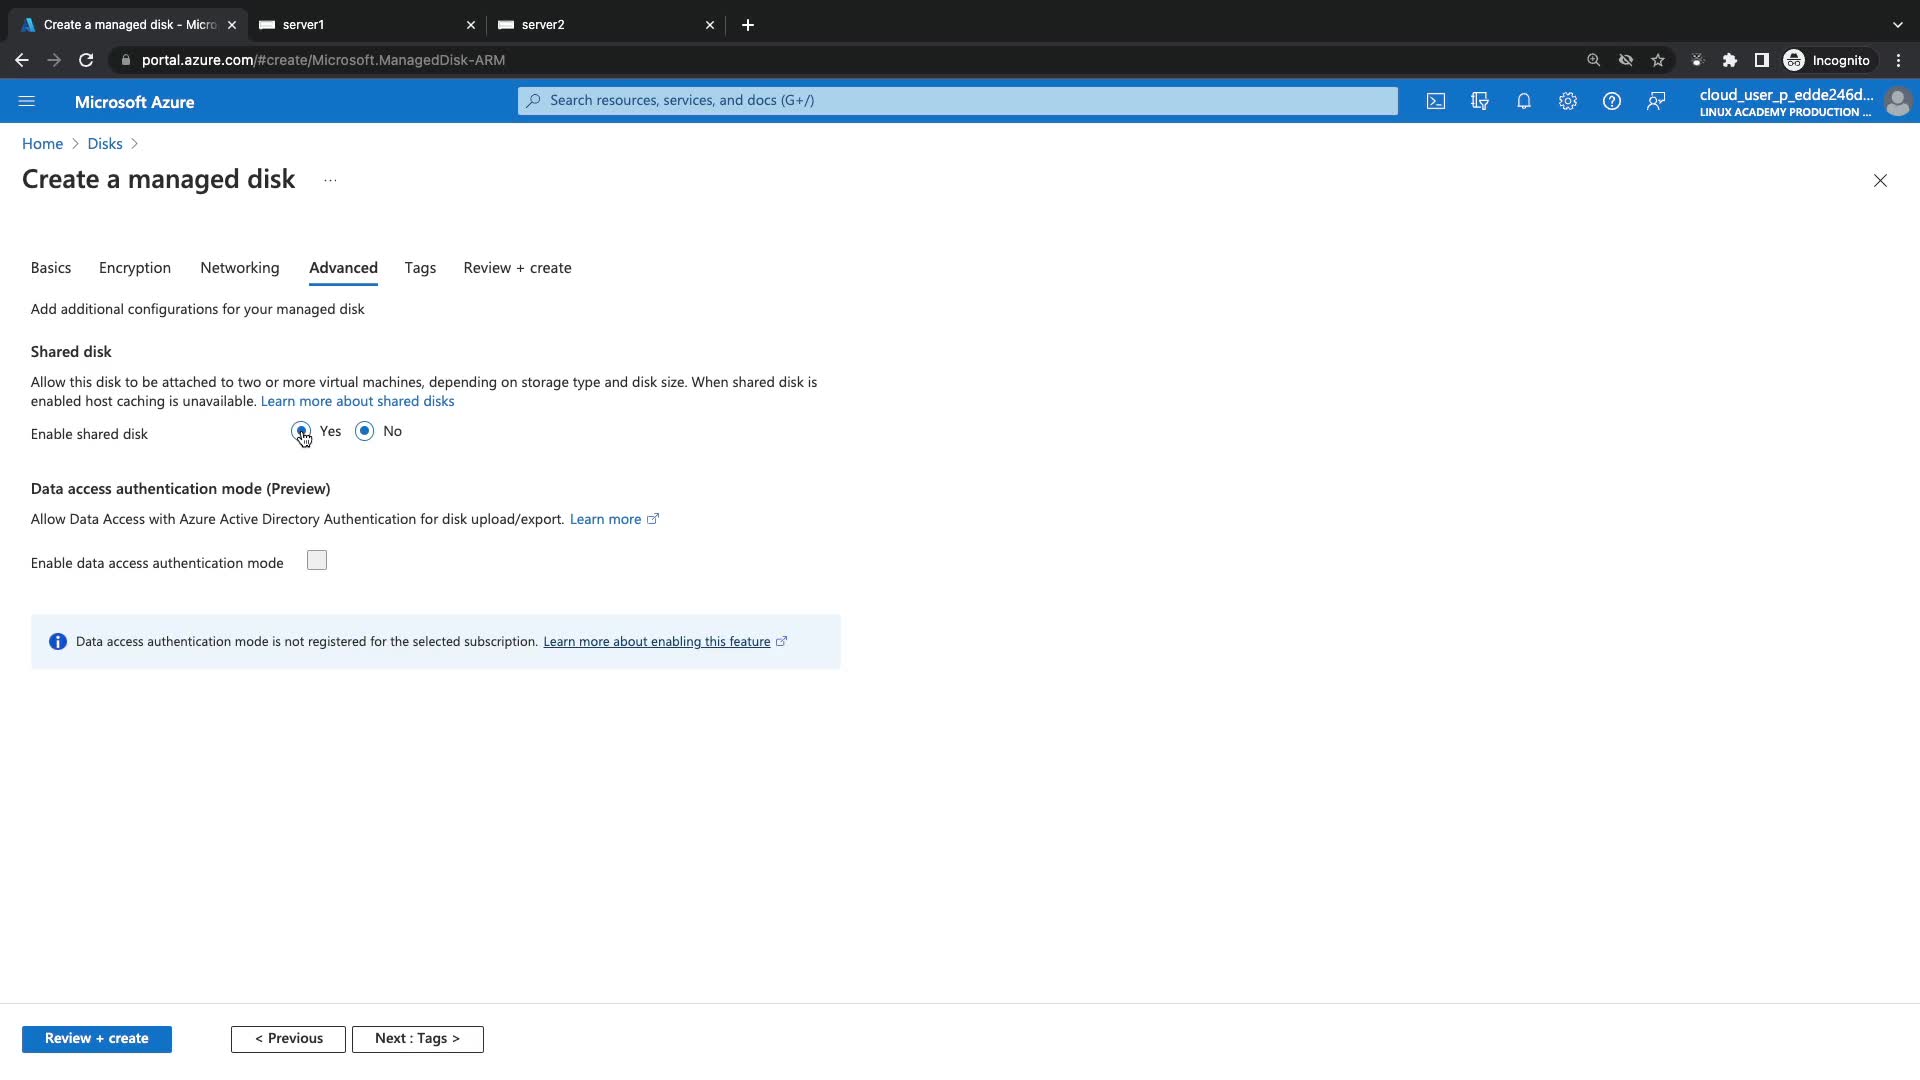 Create a managed disk - Micro
server1
server2
portal.azure.com/#create/Microsoft.ManagedDisk-ARM
Incognito
Microsoft Azure
Search resources, services, and docs (G+/)
cloud_user_p_edde246d...
LINUX ACADEMY PRODUCTION ...
Home > Disks >
Create a managed disk ...
Basics Encryption Networking Advanced Tags Review + create
Add additional configurations for your managed disk
Shared disk
Allow this disk to be attached to two or more virtual machines, depending on storage type and disk size. When shared disk is
enabled host caching is unavailable. Learn more about shared disks
Enable shared disk Yes No
Data access authentication mode (Preview)
Allow Data Access with Azure Active Directory Authentication for disk upload/export. Learn more
Enable data access authentication mode
Data access authentication mode is not registered for the selected subscription. Learn more about enabling this feature
Review + create < Previous Next : Tags >